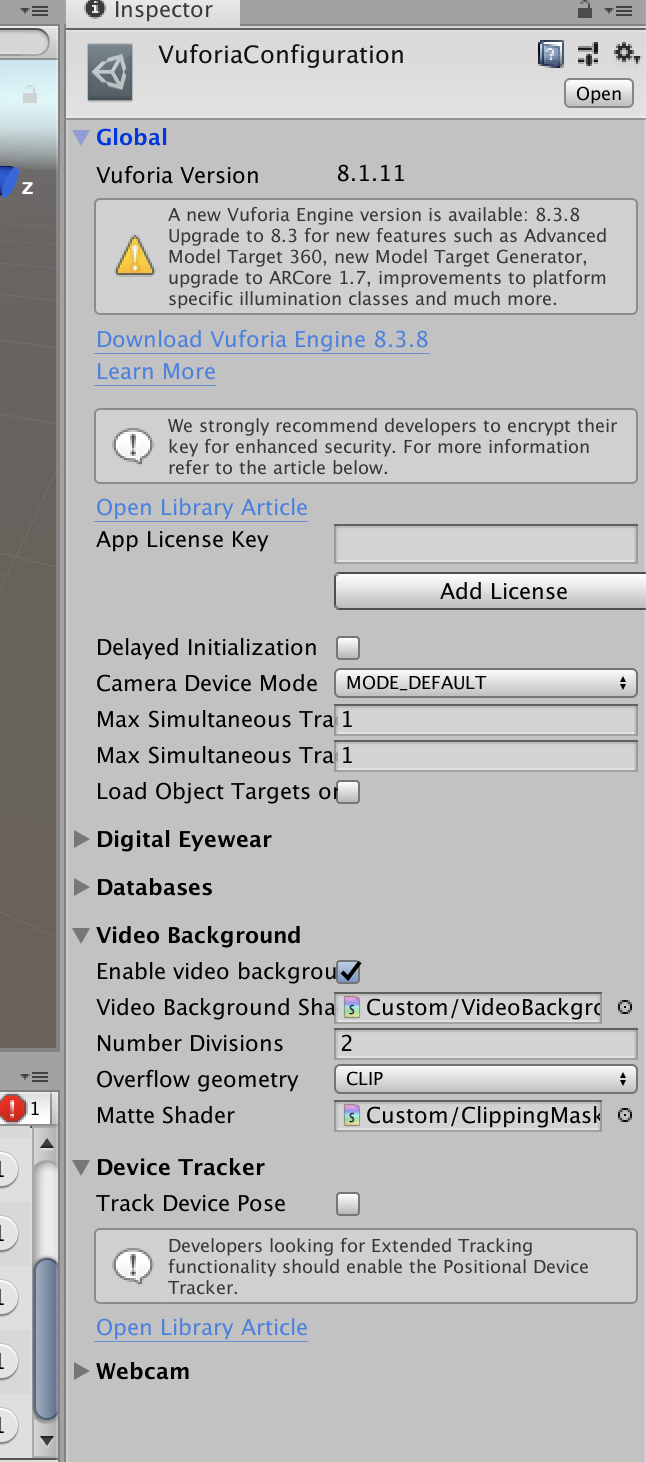 Inspector
VuforiaConfiguration
Open
Global
Vuforia Version 8.1.11
z
A new Vuforia Engine version is available: 8.3.8
Upgrade to 8.3 for new features such as Advanced
Model Target 360, new Model Target Generator,
upgrade to ARCore 1.7, improvements to platform
specific illumination classes and much more.
Download Vuforia Engine 8.3.8
Learn More
We strongly recommend developers to encrypt their
key for enhanced security. For more information
refer to the article below.
Open Library Article
App License Key
Add License
Delayed Initialization
Camera Device Mode MODE_DEFAULT
Max Simultaneous Tra 1
Max Simultaneous Tra 1
Load Object Targets or
Digital Eyewear
Databases
Video Background
Enable video backgrou
Video Background Sha Custom/VideoBackgro
Number Divisions 2
Overflow geometry CLIP
Matte Shader Custom/ClippingMask
1
Device Tracker
Track Device Pose
Developers looking for Extended Tracking
functionality should enable the Positional Device
Tracker.
Open Library Article
Webcam